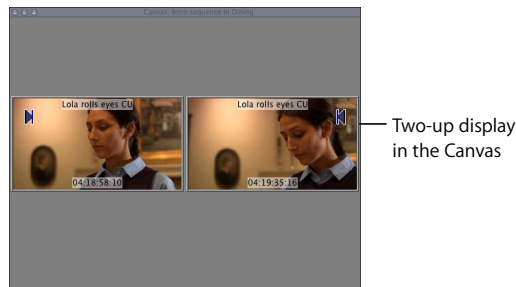 Canvas: Intro sequence in Dining
Lola rolls eyes CU
Lola rolls eyes CU
04:18:58:10
04:19:35:16
Two-up display
in the Canvas